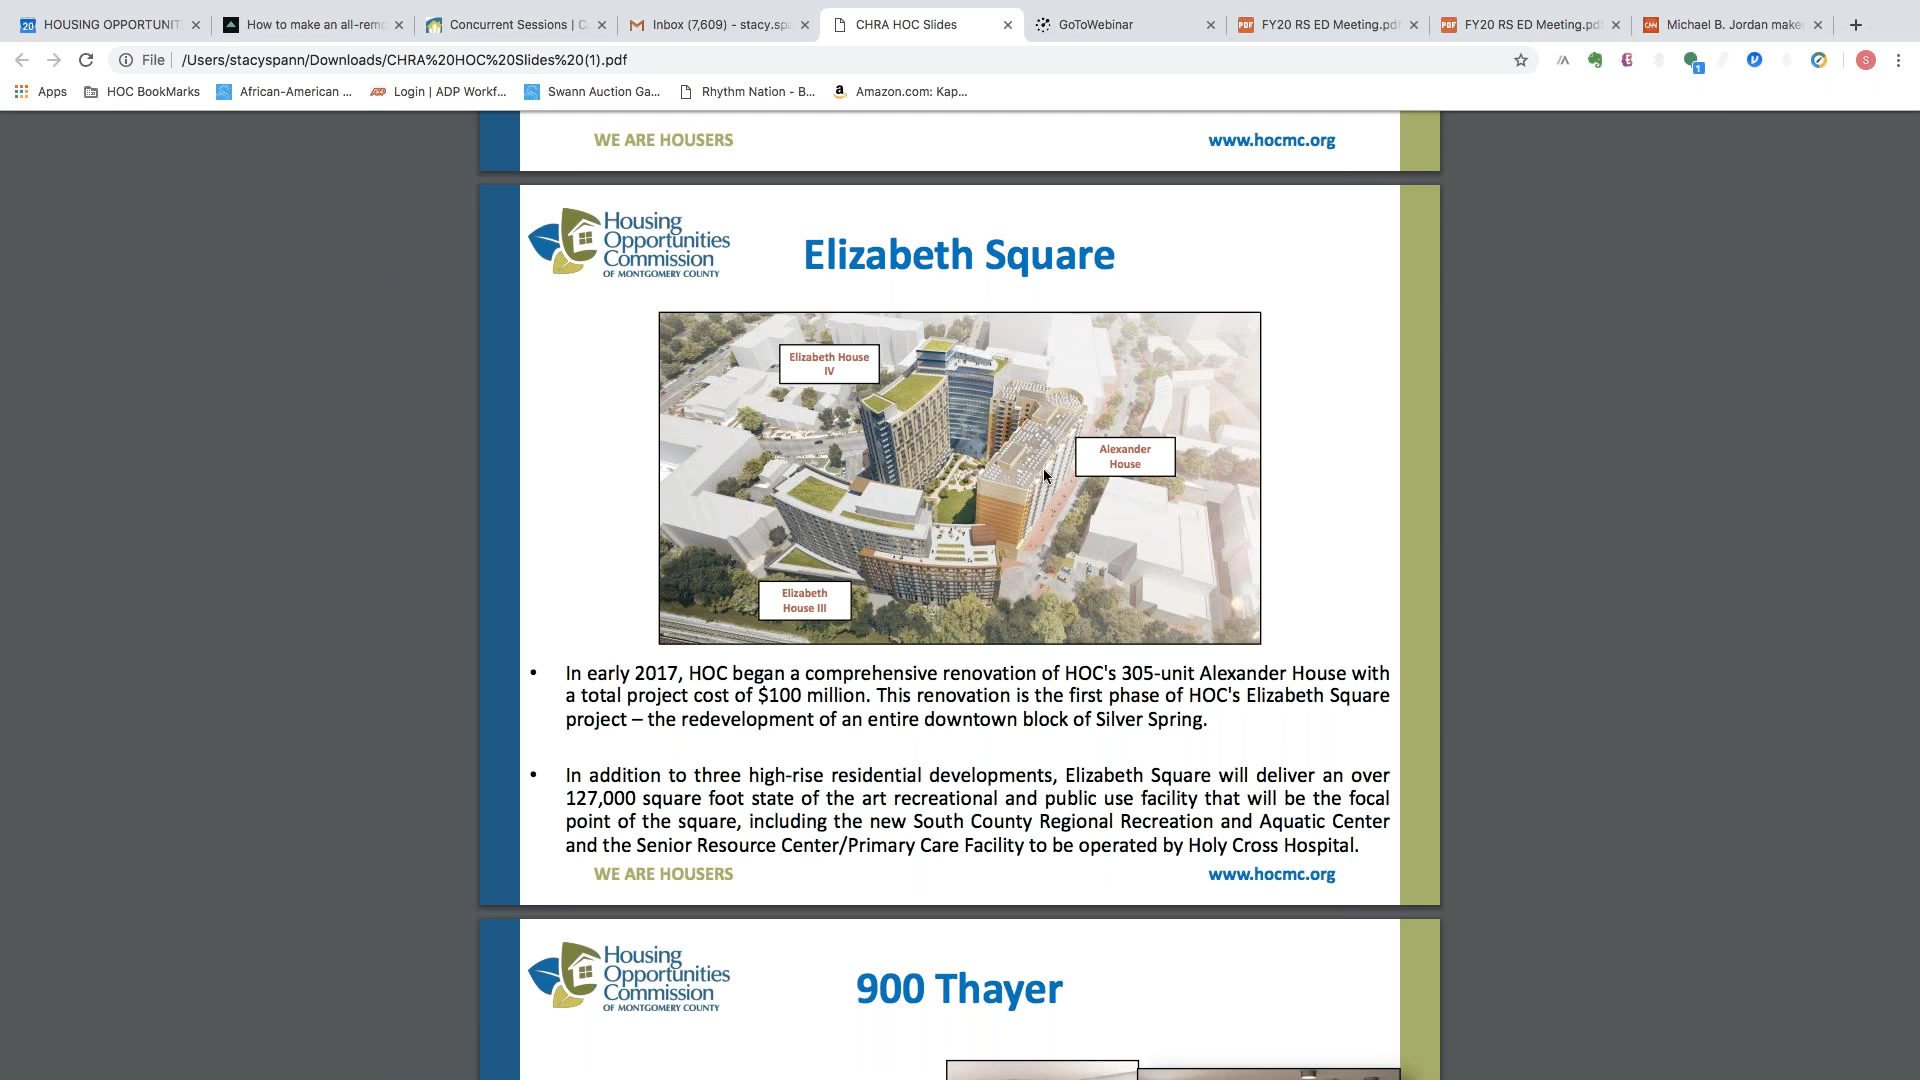 HOUSING OPPORTUNIT
How to make an all-remo
Concurrent Sessions | C
Inbox (7,609) - stacy.spa
CHRA HOC Slides
GoToWebinar
FY20 RS ED Meeting.pdf
FY20 RS ED Meeting.pdf
Michael B. Jordan make
File
/Users/stacyspann/Downloads/CHRA%20HOC%20Slides%20(1).pdf
1
S
Apps
HOC BookMarks
African-American ...
Login | ADP Workf...
Swann Auction Ga...
Rhythm Nation - B...
Amazon.com: Kap...
WE ARE HOUSERS
www.hocmc.org
Housing
Opportunities
Commission
OF MONTGOMERY COUNTY
Elizabeth Square
Elizabeth House
IV
Alexander
House
Elizabeth
House III
• In early 2017, HOC began a comprehensive renovation of HOC's 305-unit Alexander House with
a total project cost of $100 million. This renovation is the first phase of HOC's Elizabeth Square
project – the redevelopment of an entire downtown block of Silver Spring.
• In addition to three high-rise residential developments, Elizabeth Square will deliver an over
127,000 square foot state of the art recreational and public use facility that will be the focal
point of the square, including the new South County Regional Recreation and Aquatic Center
and the Senior Resource Center/Primary Care Facility to be operated by Holy Cross Hospital.
WE ARE HOUSERS
www.hocmc.org
Housing
Opportunities
Commission
OF MONTGOMERY COUNTY
900 Thayer